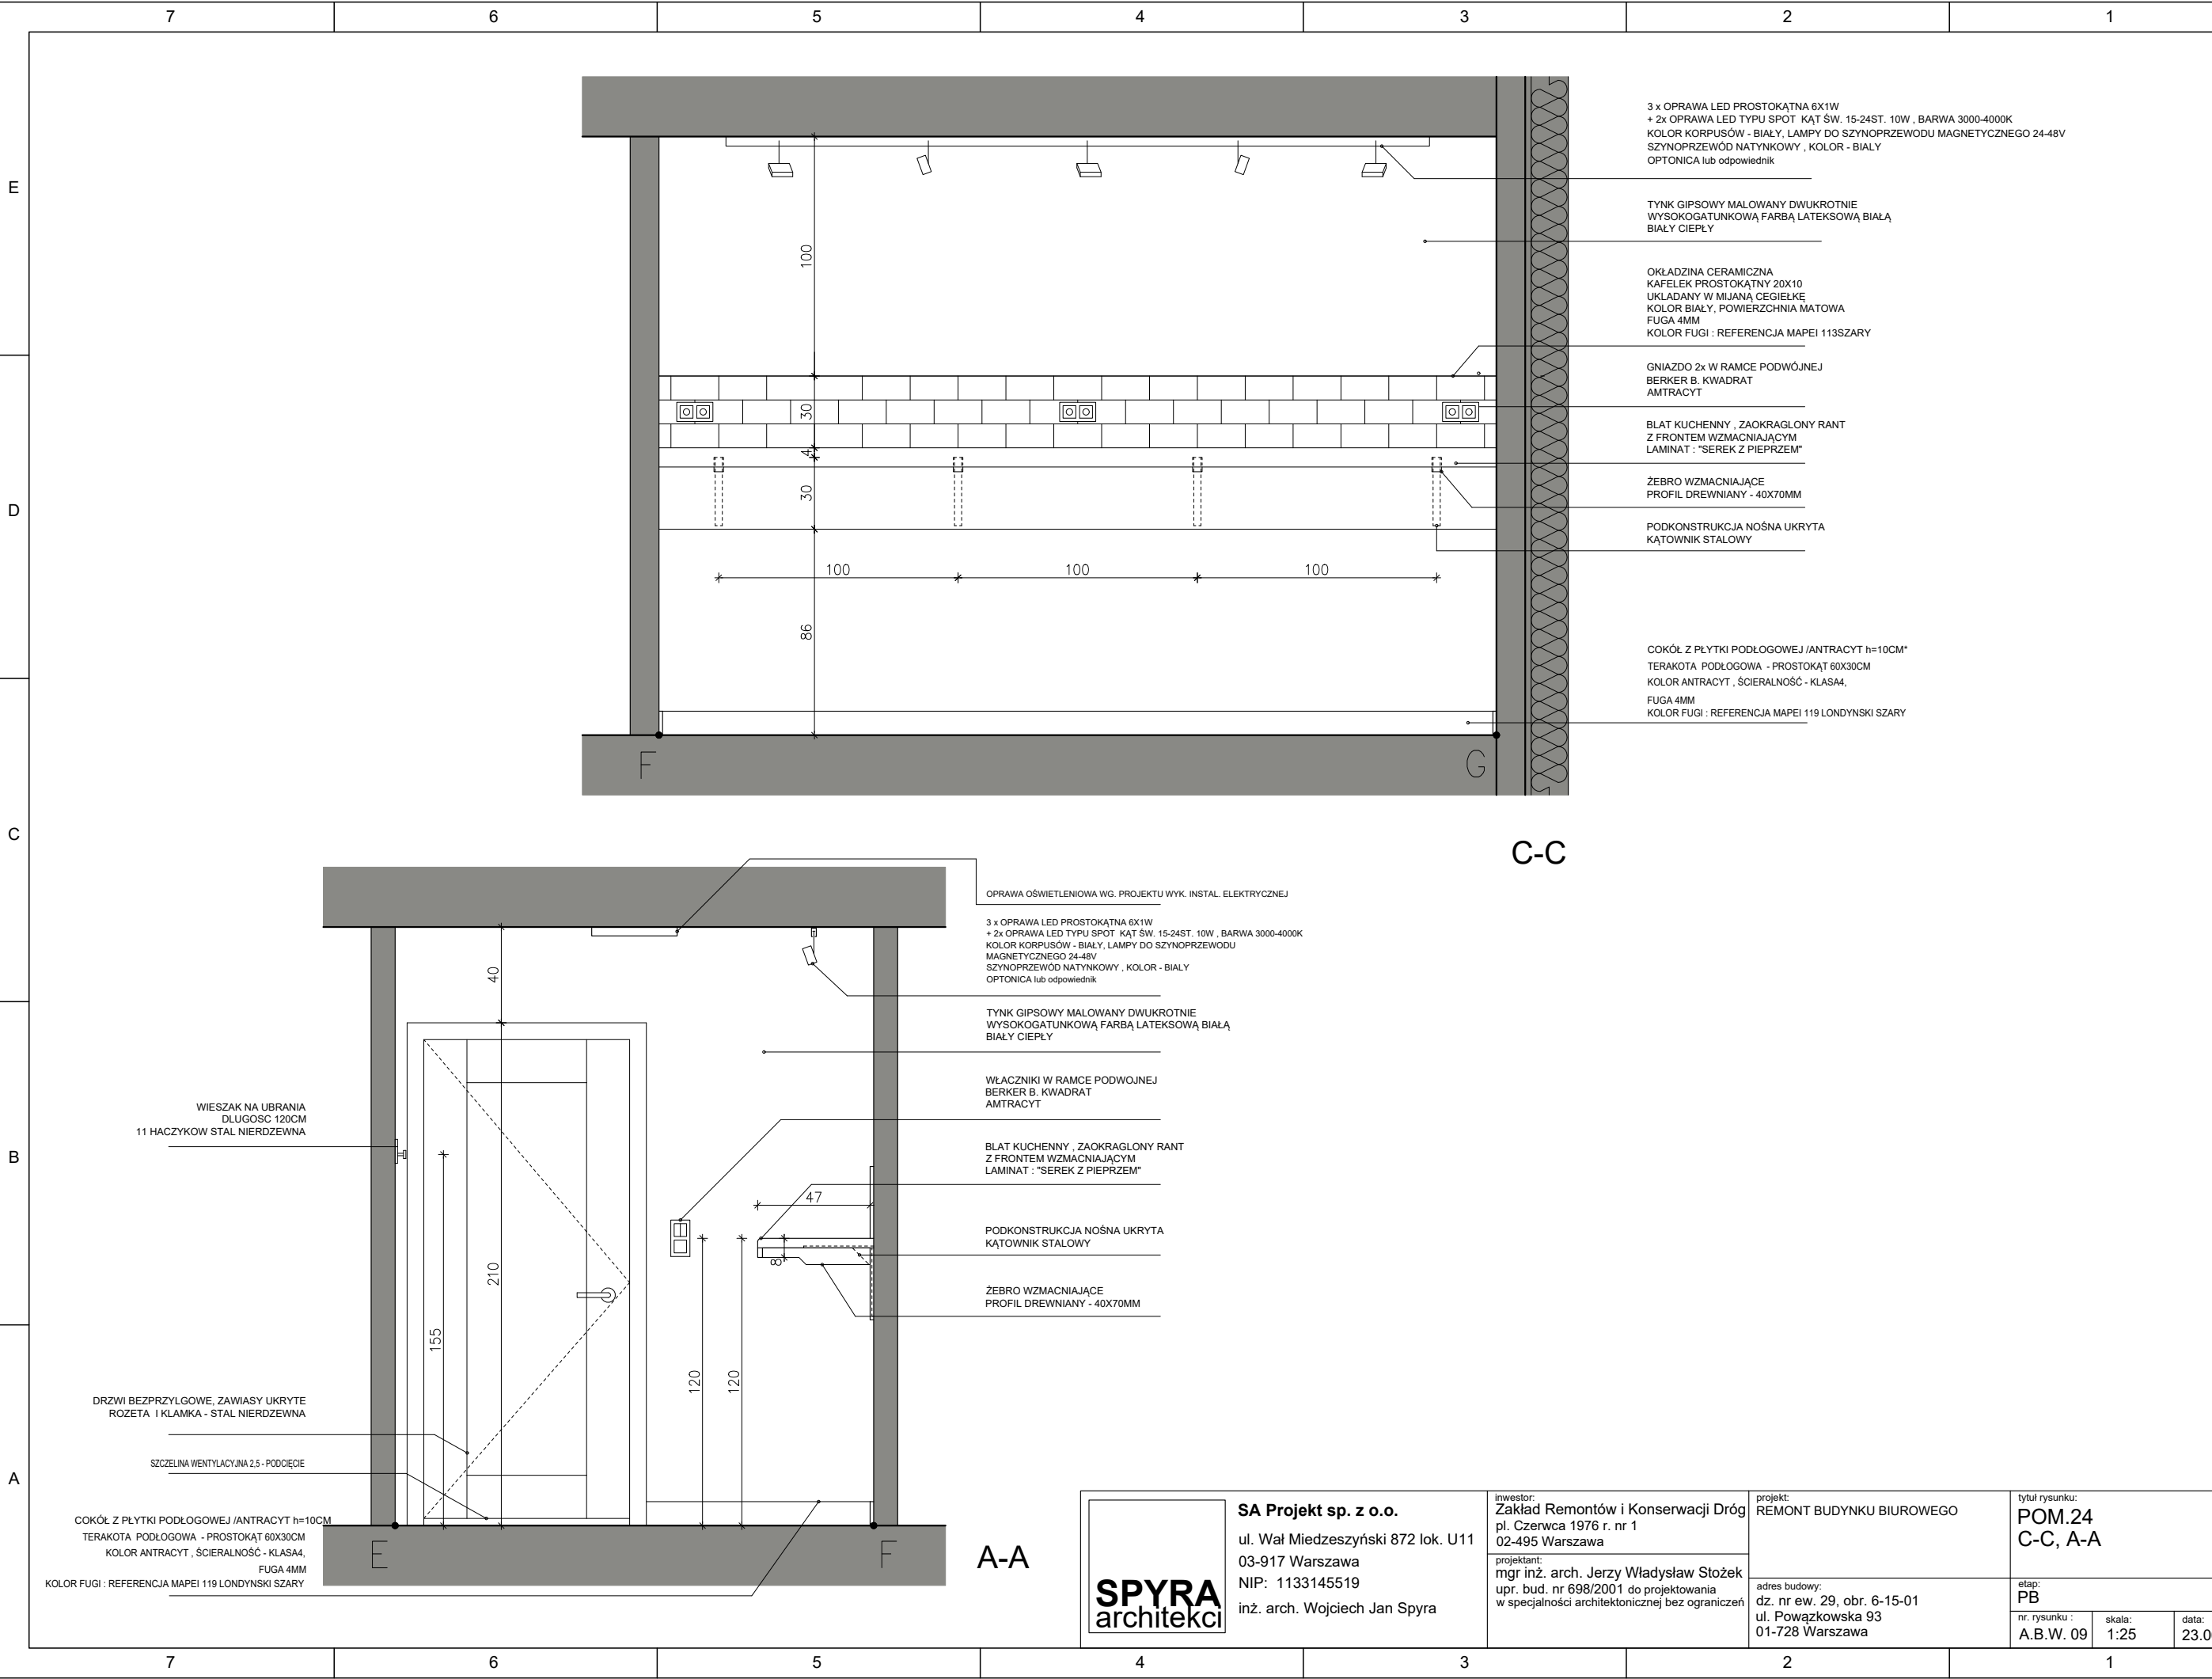 7 6 5 4 3 2 1
3 x OPRAWA LED PROSTOKĄTNA 6X1W
+ 2x OPRAWA LED TYPU SPOT KĄT ŚW. 15-24ST. 10W , BARWA 3000-4000K
KOLOR KORPUSÓW - BIAŁY, LAMPY DO SZYNOPRZEWODU MAGNETYCZNEGO 24-48V
SZYNOPRZEWÓD NATYNKOWY , KOLOR - BIALY
OPTONICA lub odpowiednik
E
TYNK GIPSOWY MALOWANY DWUKROTNIE
WYSOKOGATUNKOWĄ FARBĄ LATEKSOWĄ BIAŁĄ
BIAŁY CIEPŁY
100
OKŁADZINA CERAMICZNA
KAFELEK PROSTOKĄTNY 20X10
UKLADANY W MIJANĄ CEGIEŁKĘ
KOLOR BIAŁY, POWIERZCHNIA MATOWA
FUGA 4MM
KOLOR FUGI : REFERENCJA MAPEI 113SZARY
GNIAZDO 2x W RAMCE PODWÓJNEJ
BERKER B. KWADRAT
AMTRACYT
30
BLAT KUCHENNY , ZAOKRAGLONY RANT
Z FRONTEM WZMACNIAJĄCYM
LAMINAT : "SEREK Z PIEPRZEM"
4
30
ŻEBRO WZMACNIAJĄCE
PROFIL DREWNIANY - 40X70MM
D
PODKONSTRUKCJA NOŚNA UKRYTA
KĄTOWNIK STALOWY
100 100 100
86
COKÓŁ Z PŁYTKI PODŁOGOWEJ /ANTRACYT h=10CM*
TERAKOTA PODŁOGOWA - PROSTOKĄT 60X30CM
KOLOR ANTRACYT , ŚCIERALNOŚĆ - KLASA4,
FUGA 4MM
KOLOR FUGI : REFERENCJA MAPEI 119 LONDYNSKI SZARY
F G
C
C-C
OPRAWA OŚWIETLENIOWA WG. PROJEKTU WYK. INSTAL. ELEKTRYCZNEJ
3 x OPRAWA LED PROSTOKĄTNA 6X1W
+ 2x OPRAWA LED TYPU SPOT KĄT ŚW. 15-24ST. 10W , BARWA 3000-4000K
KOLOR KORPUSÓW - BIAŁY, LAMPY DO SZYNOPRZEWODU
MAGNETYCZNEGO 24-48V
SZYNOPRZEWÓD NATYNKOWY , KOLOR - BIALY
OPTONICA lub odpowiednik
40
TYNK GIPSOWY MALOWANY DWUKROTNIE
WYSOKOGATUNKOWĄ FARBĄ LATEKSOWĄ BIAŁĄ
BIAŁY CIEPŁY
WŁACZNIKI W RAMCE PODWOJNEJ
BERKER B. KWADRAT
AMTRACYT
WIESZAK NA UBRANIA
DLUGOSC 120CM
11 HACZYKOW STAL NIERDZEWNA
B
BLAT KUCHENNY , ZAOKRAGLONY RANT
Z FRONTEM WZMACNIAJĄCYM
LAMINAT : "SEREK Z PIEPRZEM"
47
PODKONSTRUKCJA NOŚNA UKRYTA
KĄTOWNIK STALOWY
8
210
ŻEBRO WZMACNIAJĄCE
PROFIL DREWNIANY - 40X70MM
155
120 120
DRZWI BEZPRZYLGOWE, ZAWIASY UKRYTE
ROZETA I KLAMKA - STAL NIERDZEWNA
SZCZELINA WENTYLACYJNA 2,5 - PODCIĘCIE
A
COKÓŁ Z PŁYTKI PODŁOGOWEJ /ANTRACYT h=10CM
TERAKOTA PODŁOGOWA - PROSTOKĄT 60X30CM
KOLOR ANTRACYT , ŚCIERALNOŚĆ - KLASA4,
FUGA 4MM
KOLOR FUGI : REFERENCJA MAPEI 119 LONDYNSKI SZARY
E F
A-A
SPYRA
architekci
SA Projekt sp. z o.o.
ul. Wał Miedzeszyński 872 lok. U11
03-917 Warszawa
NIP: 1133145519
inż. arch. Wojciech Jan Spyra
inwestor:
Zakład Remontów i Konserwacji Dróg
pl. Czerwca 1976 r. nr 1
02-495 Warszawa
projektant:
mgr inż. arch. Jerzy Władysław Stożek
upr. bud. nr 698/2001 do projektowania
w specjalności architektonicznej bez ograniczeń
projekt:
REMONT BUDYNKU BIUROWEGO
adres budowy:
dz. nr ew. 29, obr. 6-15-01
ul. Powązkowska 93
01-728 Warszawa
tytuł rysunku:
POM.24
C-C, A-A
etap:
PB
nr. rysunku :
A.B.W. 09
skala:
1:25
data:
23.0
7 6 5 4 3 2 1